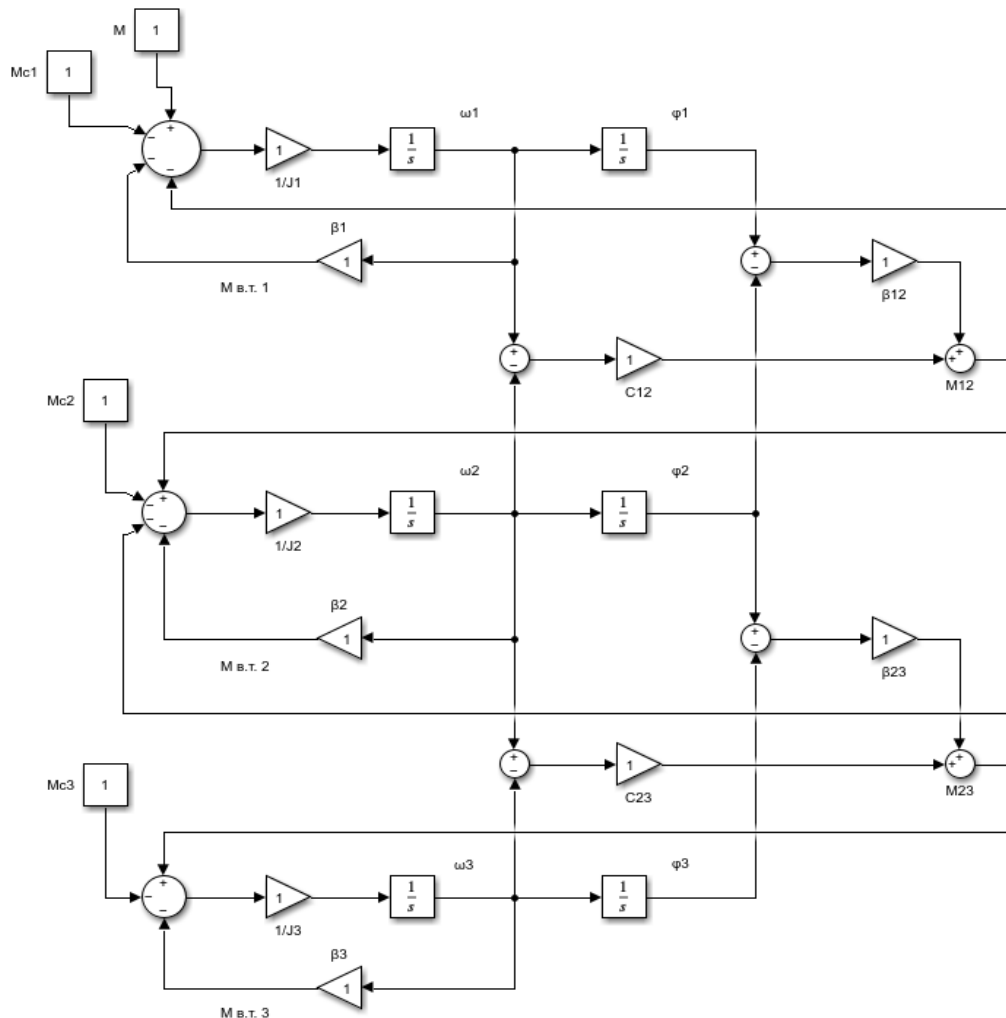 M
1
Mc1
1
ω1
φ1
+
−
−
−
1
1/J1
1
s
1
s
β1
1
М в.т. 1
+
−
1
β12
+
−
1
C12
+
+
M12
Mc2
1
ω2
φ2
+
−
−
−
1
1/J2
1
s
1
s
β2
1
М в.т. 2
+
−
1
β23
+
−
1
C23
+
+
M23
Mc3
1
ω3
φ3
+
−
−
1
1/J3
1
s
1
s
β3
1
М в.т. 3